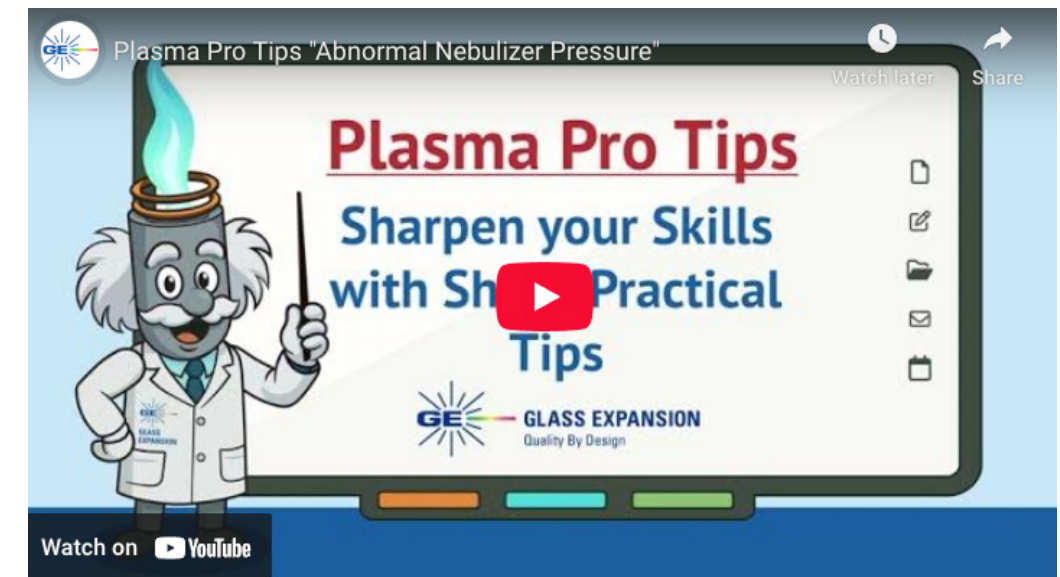 GE
Plasma Pro Tips "Abnormal Nebulizer Pressure"
Watch later
Share
Plasma Pro Tips
Sharpen your Skills
with Sh Practical
Tips
GE GLASS EXPANSION
Quality By Design
GE
GLASS
EXPANSION
Watch on YouTube